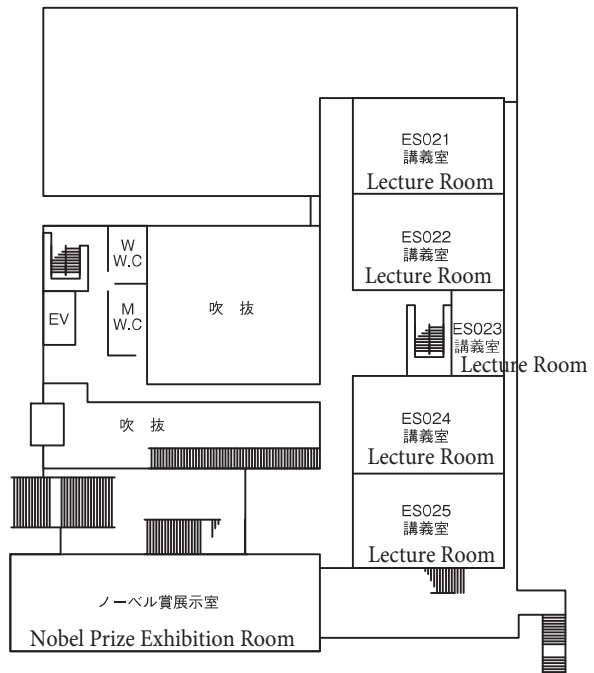 ES021
講義室
Lecture Room
ES022
講義室
Lecture Room
W
W.C
M
W.C
吹 抜
EV
ES023
講義室
Lecture Room
吹 抜
ES024
講義室
Lecture Room
ES025
講義室
Lecture Room
ノーベル賞展示室
Nobel Prize Exhibition Room